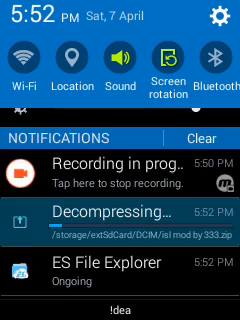 5:52 PM Sat, 7 April
Wi-Fi Location Sound Screen rotation Bluetooth
NOTIFICATIONS Clear
Recording in prog.. 5:50 PM
Tap here to stop recording.
Decompressing... 5:52 PM
/storage/extSdCard/DCIM/isl mod by 333.zip
ES File Explorer 5:52 PM
Ongoing
!dea